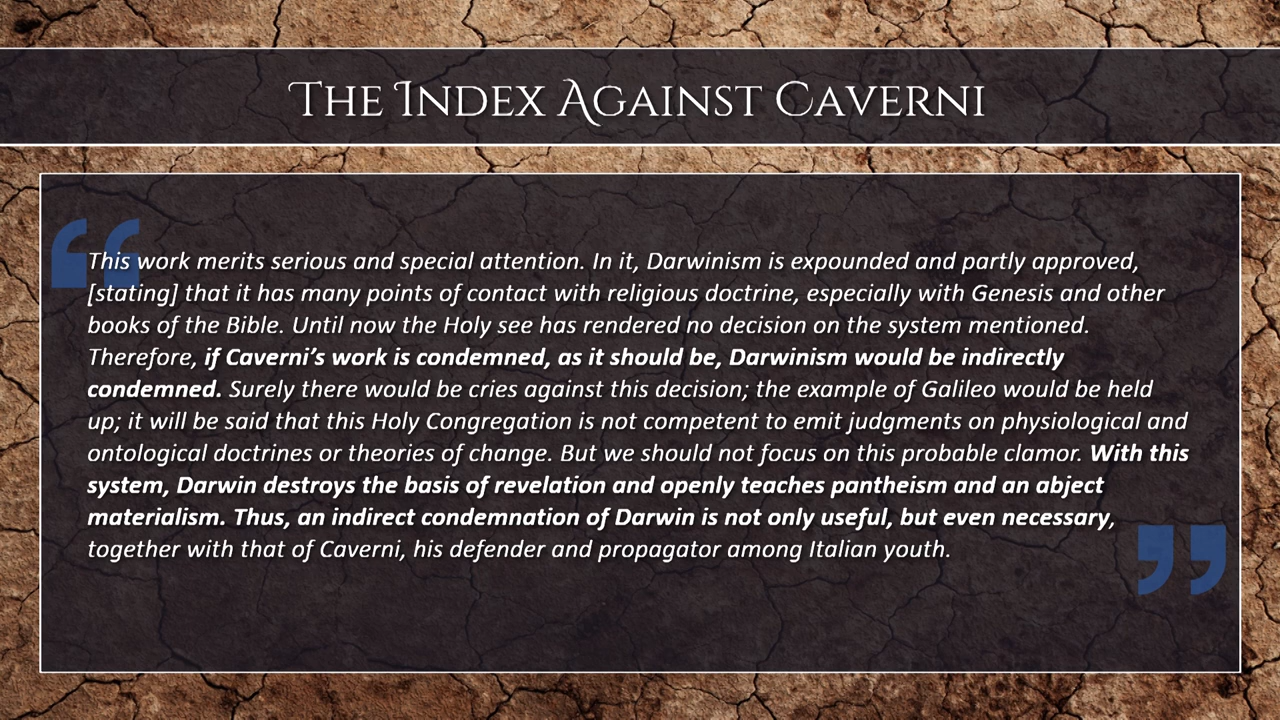 The Index Against Caverni
“
This work merits serious and special attention. In it, Darwinism is expounded and partly approved,
[stating] that it has many points of contact with religious doctrine, especially with Genesis and other
books of the Bible. Until now the Holy see has rendered no decision on the system mentioned.
Therefore, if Caverni’s work is condemned, as it should be, Darwinism would be indirectly
condemned. Surely there would be cries against this decision; the example of Galileo would be held
up; it will be said that this Holy Congregation is not competent to emit judgments on physiological and
ontological doctrines or theories of change. But we should not focus on this probable clamor. With this
system, Darwin destroys the basis of revelation and openly teaches pantheism and an abject
materialism. Thus, an indirect condemnation of Darwin is not only useful, but even necessary,
together with that of Caverni, his defender and propagator among Italian youth.
”